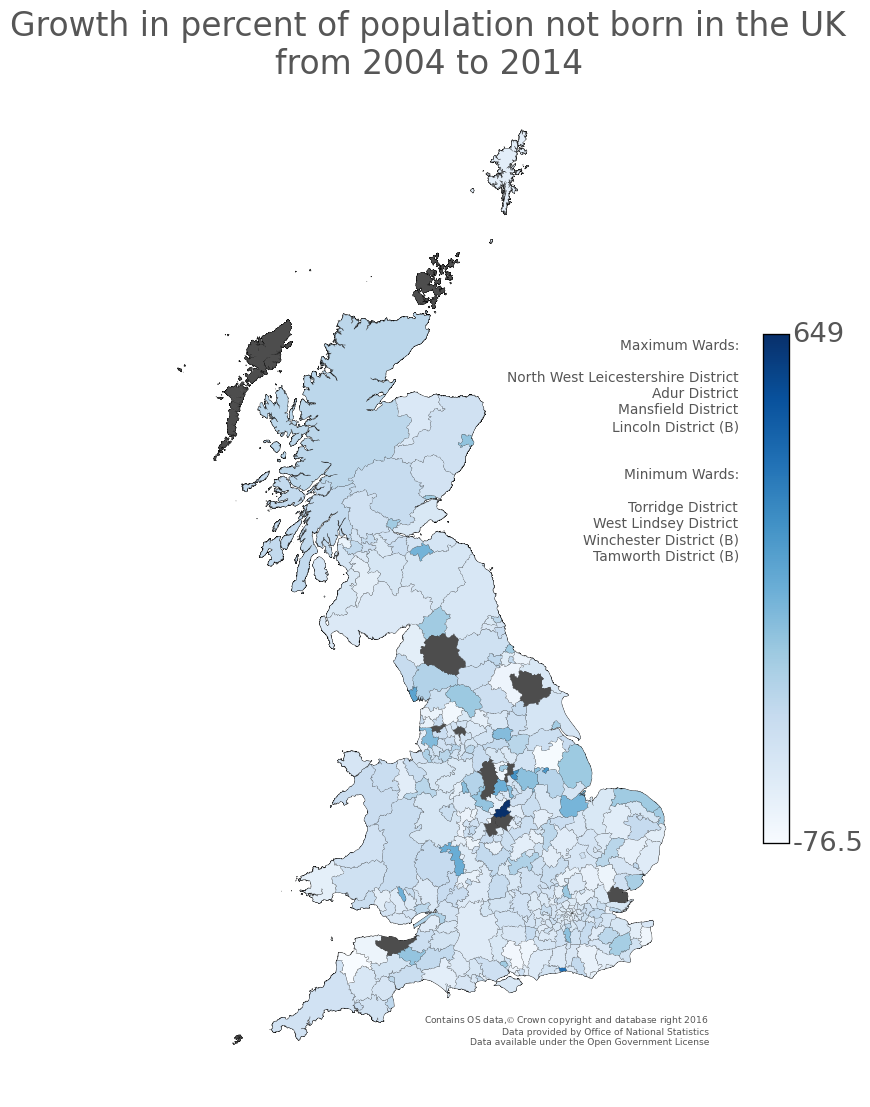 Growth in percent of population not born in the UK
from 2004 to 2014
649
Maximum Wards:
North West Leicestershire District
Adur District
Mansfield District
Lincoln District (B)
Minimum Wards:
Torridge District
West Lindsey District
Winchester District (B)
Tamworth District (B)
-76.5
Contains OS data,© Crown copyright and database right 2016
Data provided by Office of National Statistics
Data available under the Open Government License